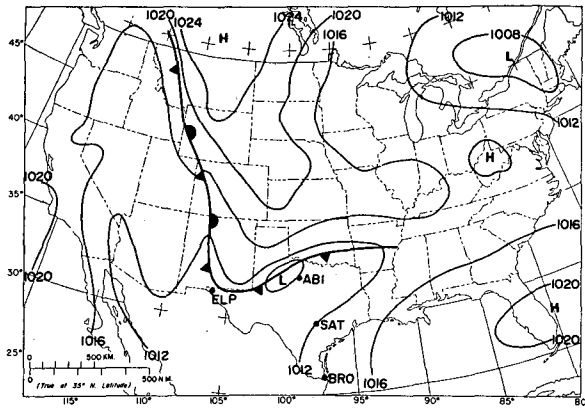 1020 1024 1024 1020 1012
H 1016 1008
L
45°
40° 1012
H
1020
35° 1016
30° L ABI 1020
ELP H
1020 SAT
25° 1016 1012 1012 BRO 1016 1020
0 500 KM.
0 500 N.M.
(True at 35° N. Latitude)
115° 110° 105° 100° 95° 90° 85° 80°